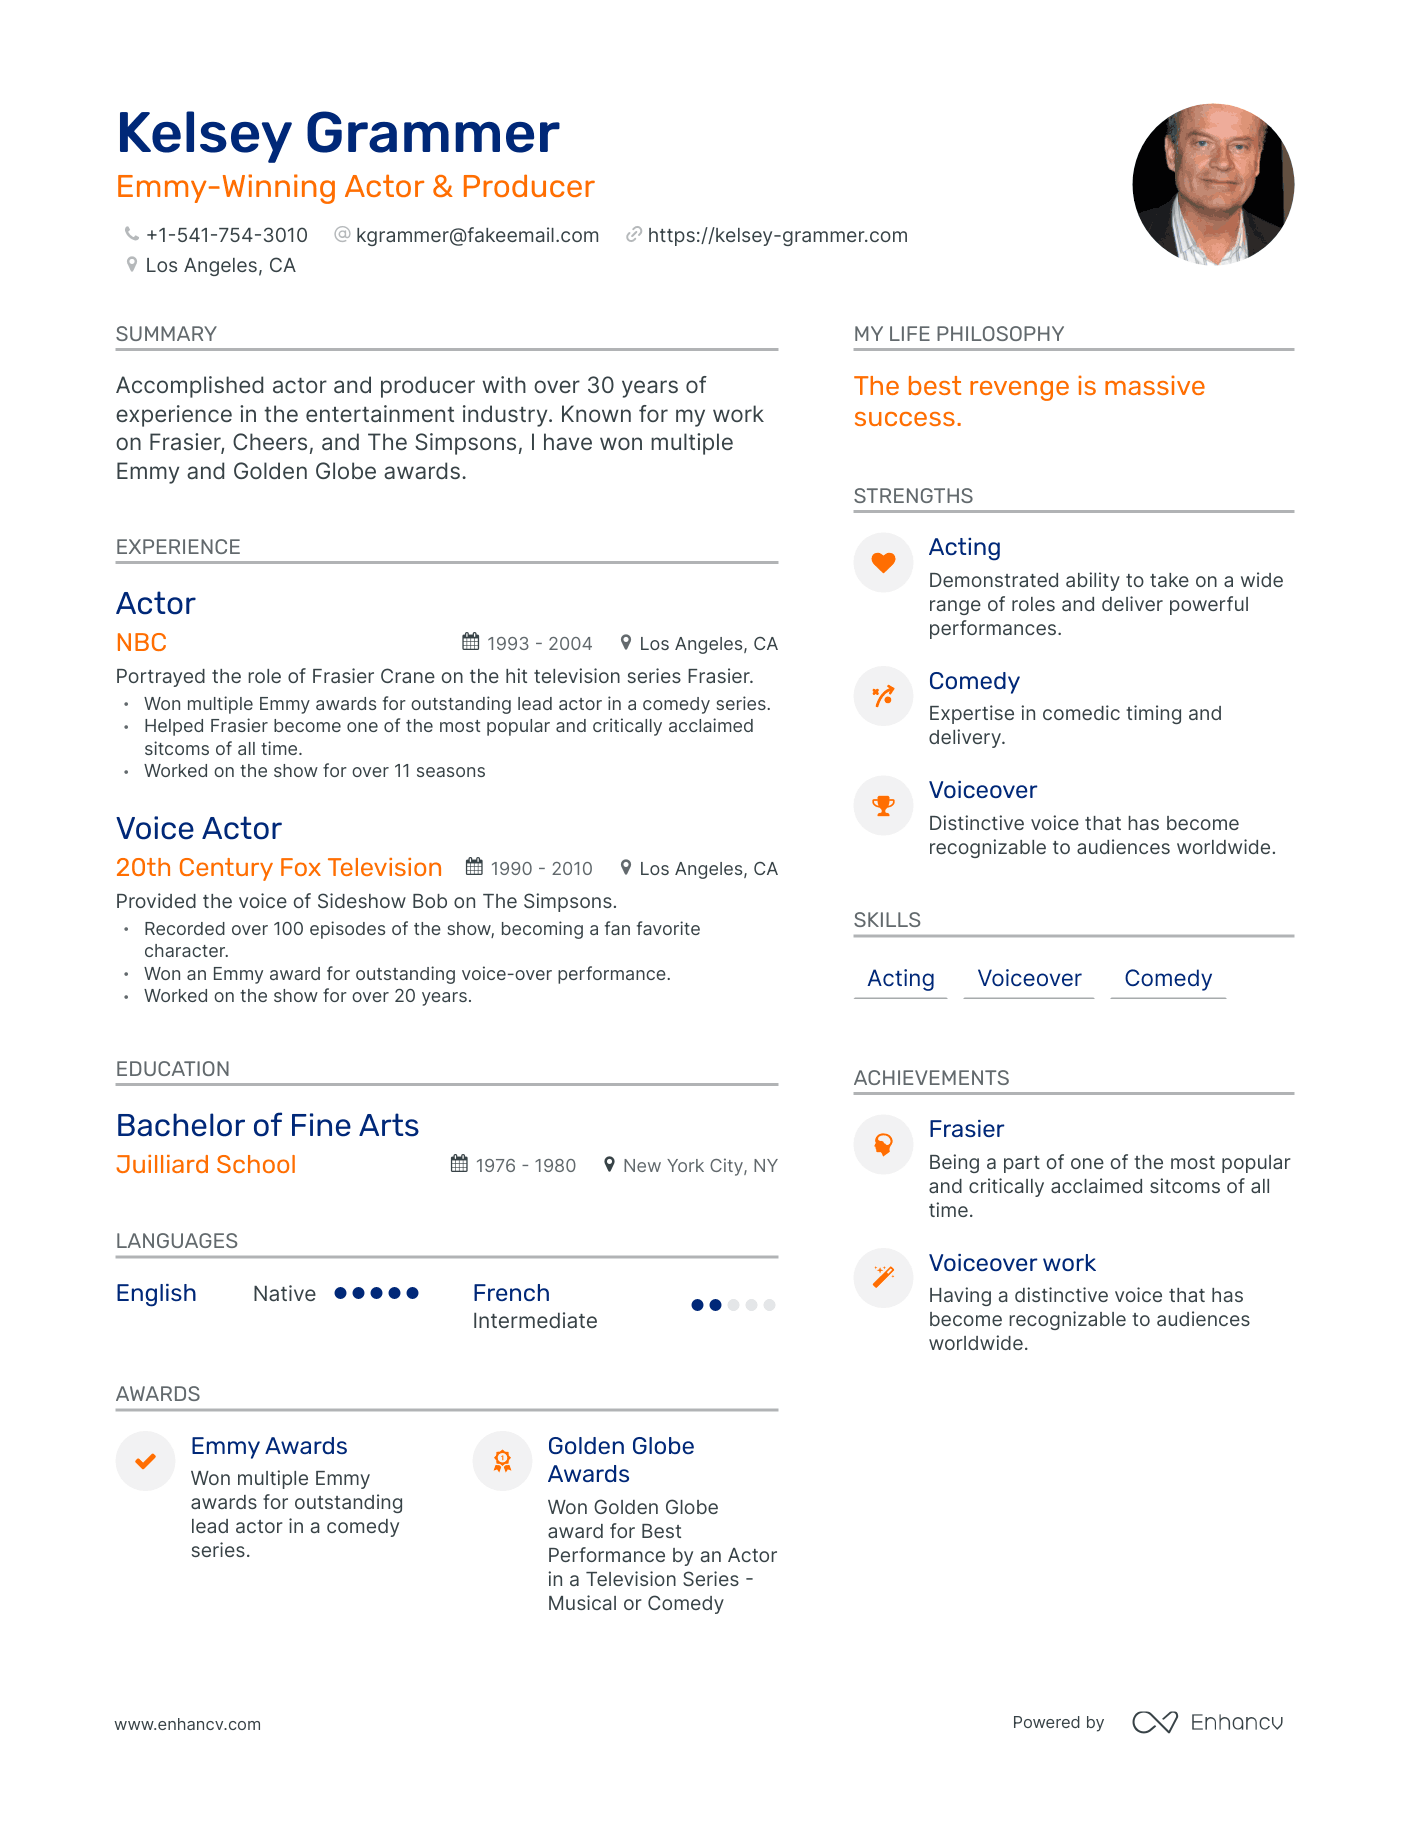 Kelsey Grammer
Emmy-Winning Actor & Producer
+1-541-754-3010 kgrammer@fakeemail.com https://kelsey-grammer.com
Los Angeles, CA
SUMMARY
Accomplished actor and producer with over 30 years of
experience in the entertainment industry. Known for my work
on Frasier, Cheers, and The Simpsons, I have won multiple
Emmy and Golden Globe awards.
EXPERIENCE
Actor
NBC 1993 - 2004 Los Angeles, CA
Portrayed the role of Frasier Crane on the hit television series Frasier.
• Won multiple Emmy awards for outstanding lead actor in a comedy series.
• Helped Frasier become one of the most popular and critically acclaimed
sitcoms of all time.
• Worked on the show for over 11 seasons
Voice Actor
20th Century Fox Television 1990 - 2010 Los Angeles, CA
Provided the voice of Sideshow Bob on The Simpsons.
• Recorded over 100 episodes of the show, becoming a fan favorite
character.
• Won an Emmy award for outstanding voice-over performance.
• Worked on the show for over 20 years.
EDUCATION
Bachelor of Fine Arts
Juilliard School 1976 - 1980 New York City, NY
LANGUAGES
English Native
French
Intermediate
AWARDS
Emmy Awards
Won multiple Emmy
awards for outstanding
lead actor in a comedy
series.
Golden Globe
Awards
Won Golden Globe
award for Best
Performance by an Actor
in a Television Series -
Musical or Comedy
MY LIFE PHILOSOPHY
The best revenge is massive
success.
STRENGTHS
Acting
Demonstrated ability to take on a wide
range of roles and deliver powerful
performances.
Comedy
Expertise in comedic timing and
delivery.
Voiceover
Distinctive voice that has become
recognizable to audiences worldwide.
SKILLS
Acting Voiceover Comedy
ACHIEVEMENTS
Frasier
Being a part of one of the most popular
and critically acclaimed sitcoms of all
time.
Voiceover work
Having a distinctive voice that has
become recognizable to audiences
worldwide.
www.enhancv.com
Powered by Enhancv